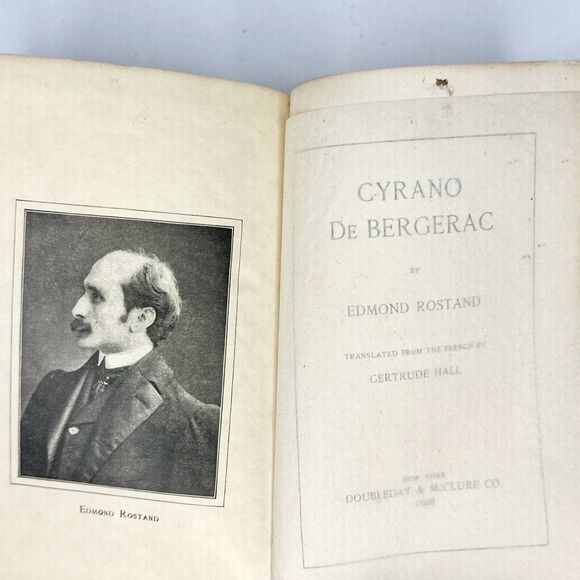 EDMOND ROSTAND
CYRANO
DE BERGERAC
BY
EDMOND ROSTAND
TRANSLATED FROM THE FRENCH BY
GERTRUDE HALL
NEW YORK
DOUBLEDAY & McCLURE CO.
1898